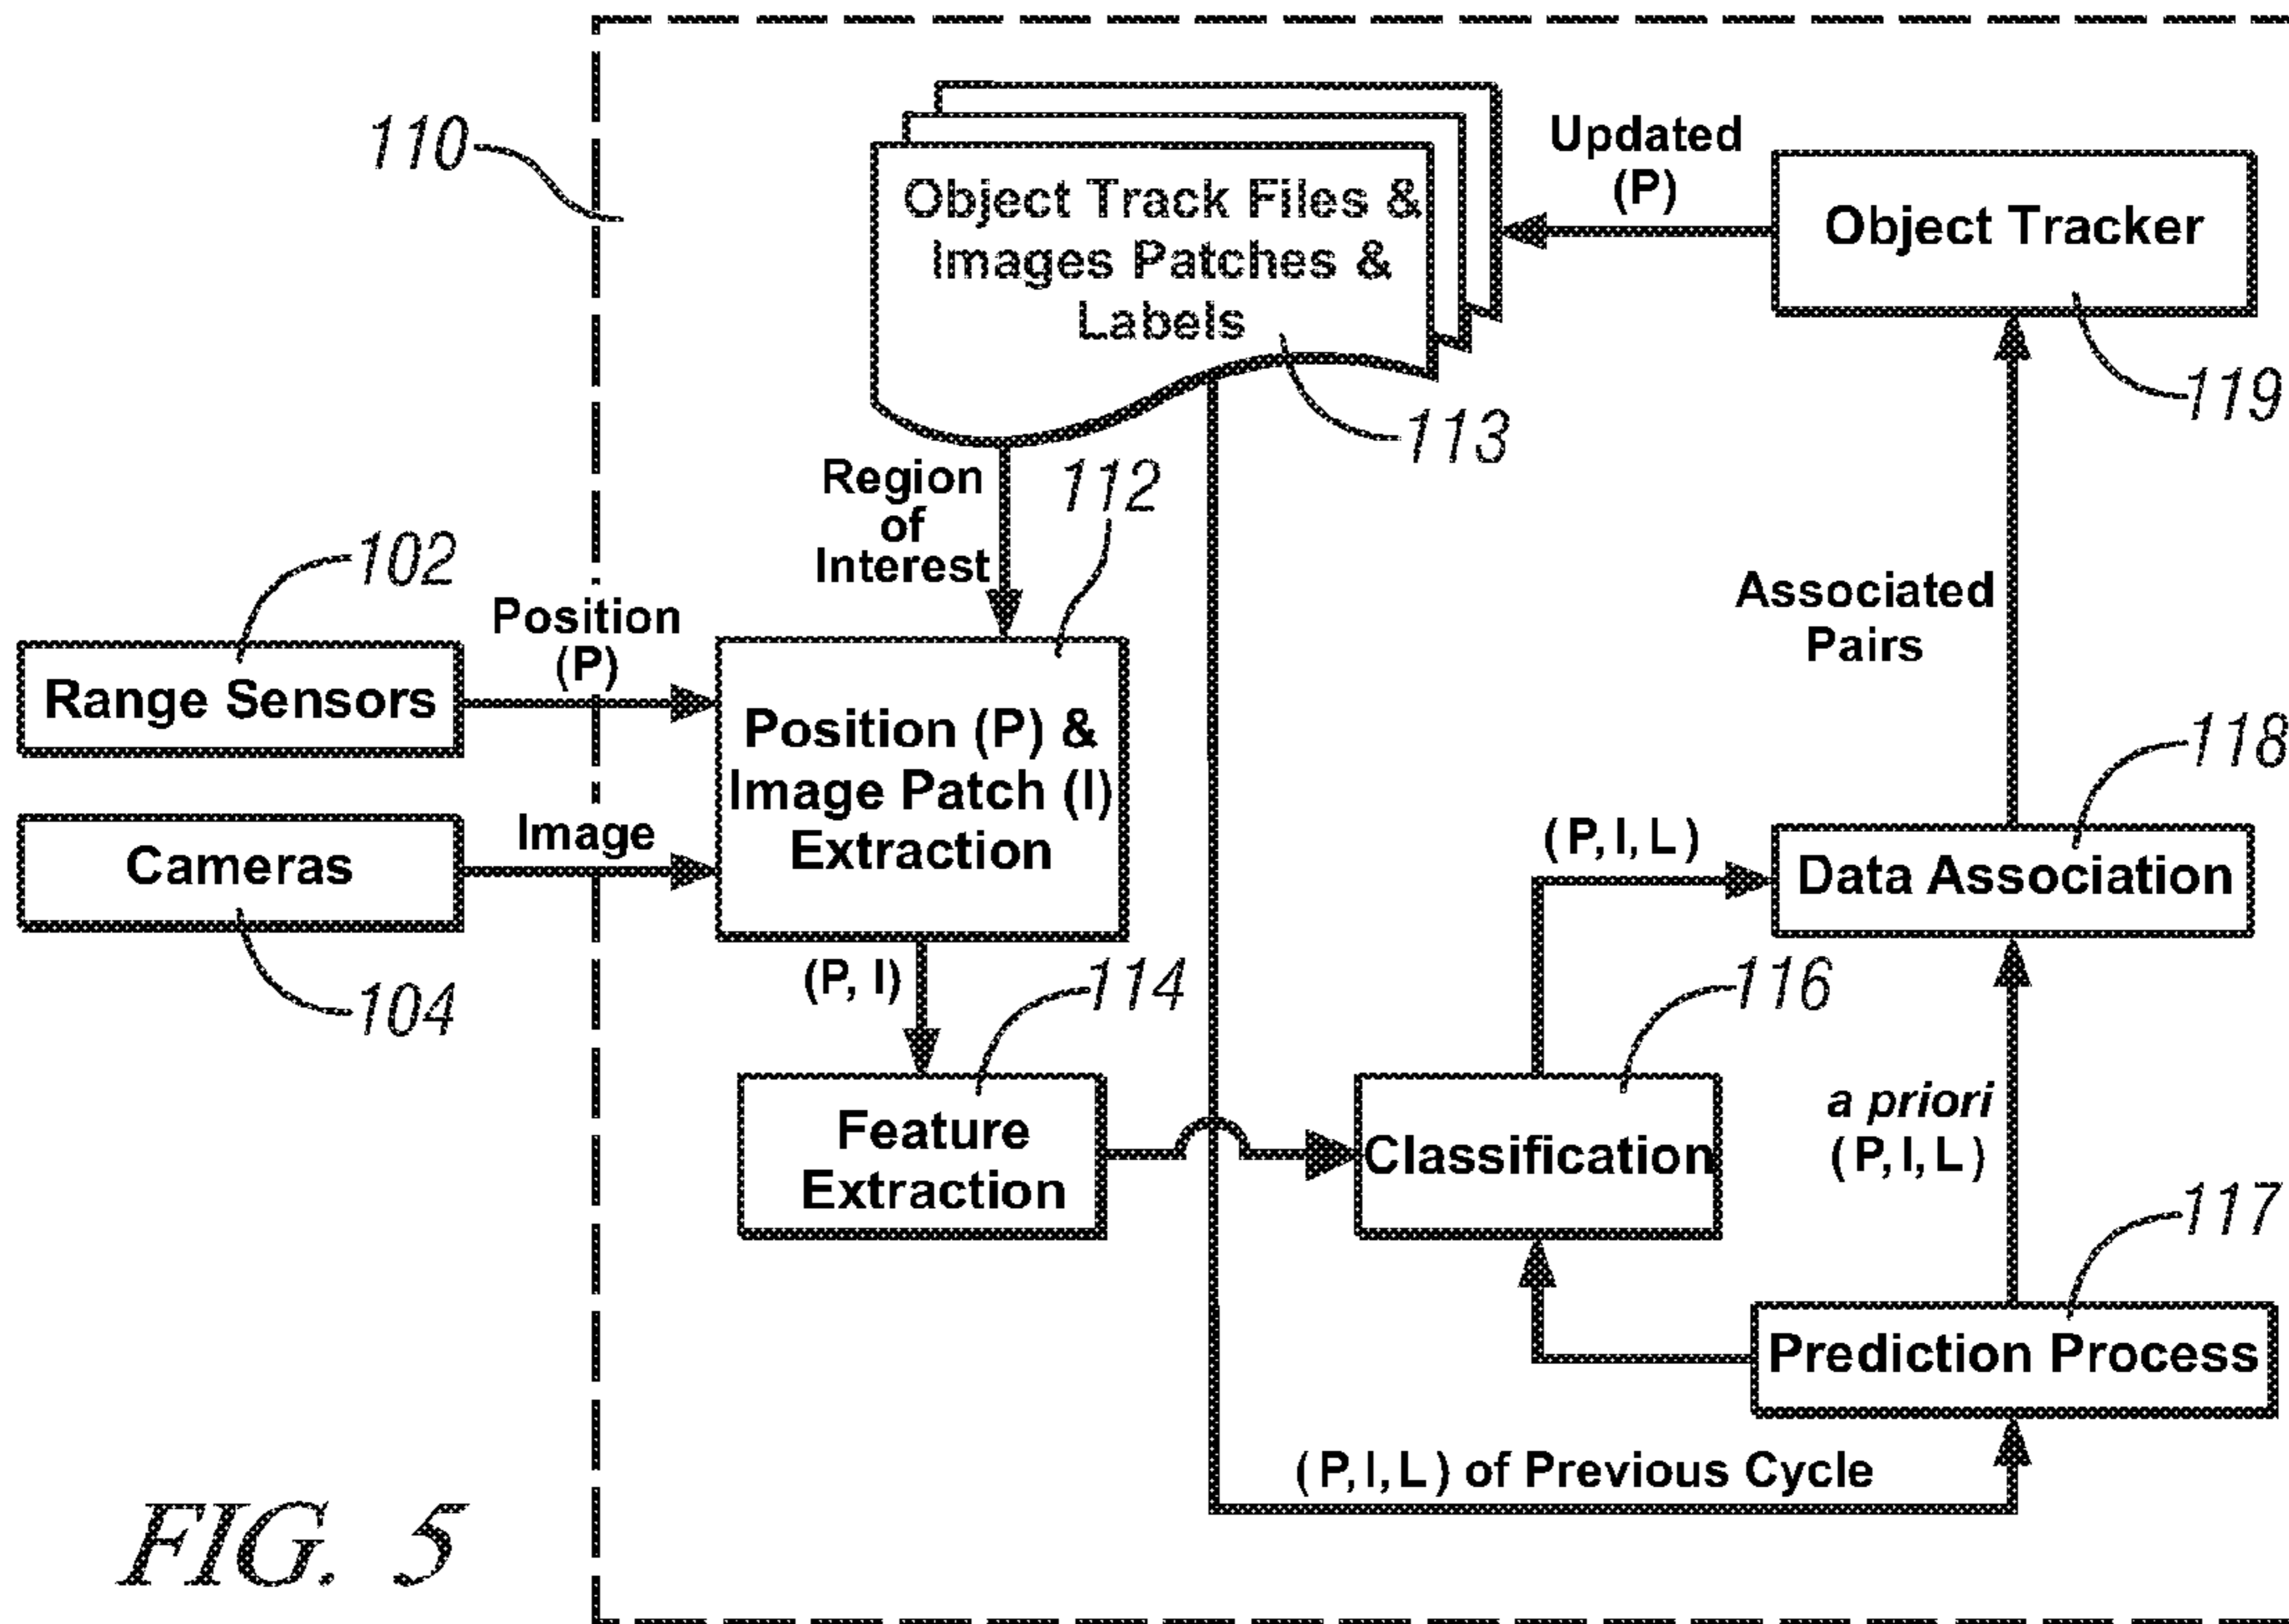 110
Object Track Files &
Images Patches &
Labels
113
Updated
(P)
Object Tracker
119
Region
of
Interest
112
102
Range Sensors
Position
(P)
Cameras
104
Image
Position (P) &
Image Patch (I)
Extraction
(P, I)
114
Feature
Extraction
Associated
Pairs
118
(P, I, L)
Data Association
116
Classification
a priori
(P, I, L)
117
Prediction Process
(P, I, L) of Previous Cycle
FIG. 5